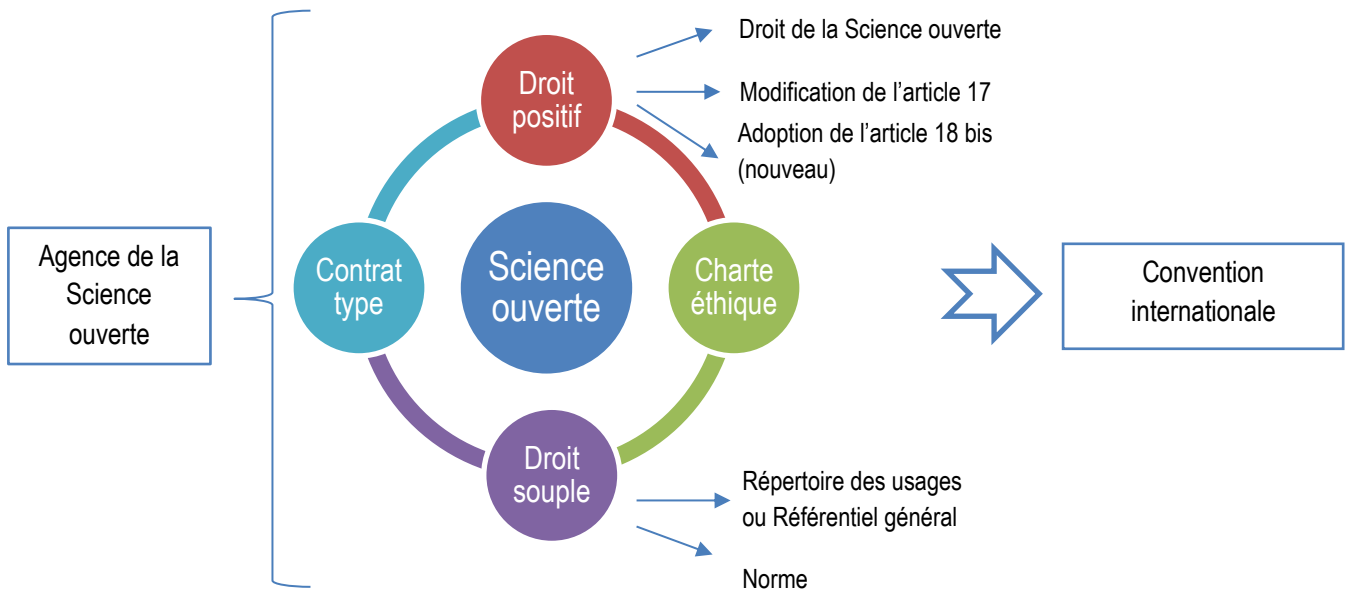 Agence de la
Science
ouverte
Droit
positif
Droit de la Science ouverte
Modification de l’article 17
Adoption de l’article 18 bis
(nouveau)
Contrat
type
Science
ouverte
Charte
éthique
Droit
souple
Répertoire des usages
ou Référentiel général
Norme
Convention
internationale